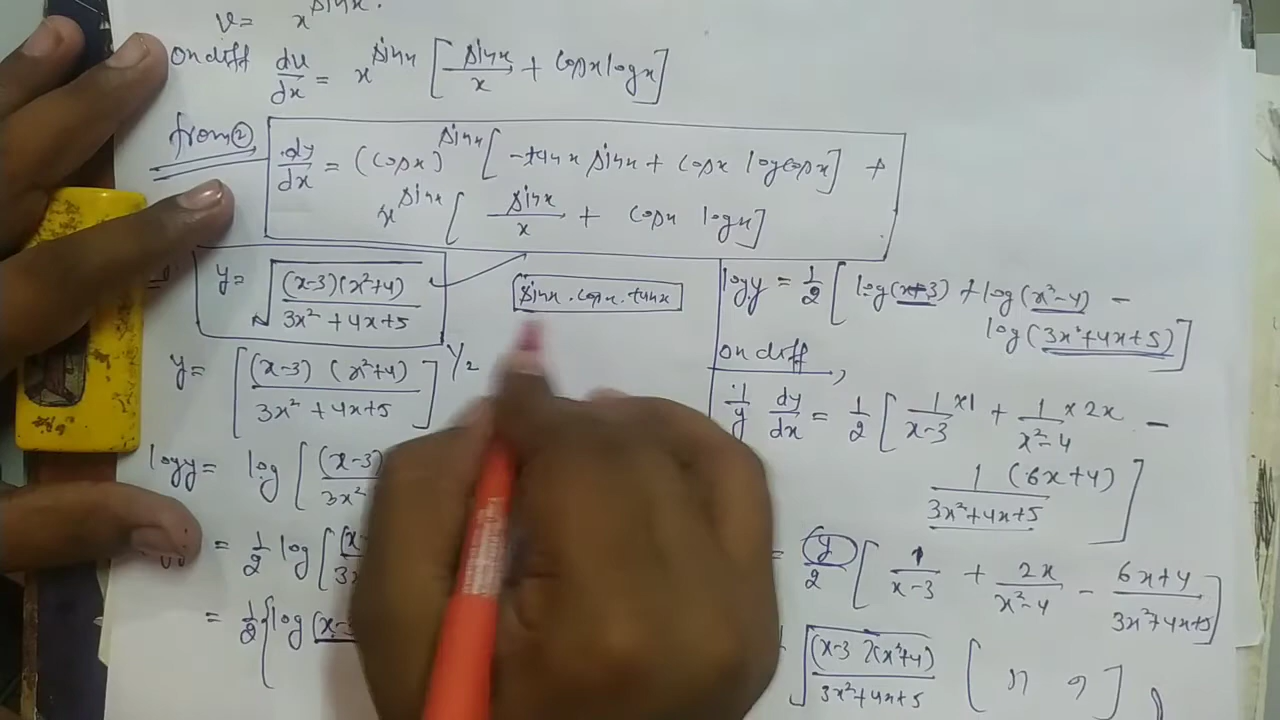 v= x^sinx.
on diff du/dx = x^sinx [ sinx/x + cosx logx ]
from ②
dy/dx = (cosx)^sinx [ -tanx sinx + cosx logcosx ] +
x^sinx [ sinx/x + cosx logx ]
y= √((x-3)(x²+4)/3x²+4x+5)
sinx.cosx.tanx
y= [ (x-3) (x²+4)/3x²+4x+5 ]^1/2
logy= log [ (x-3)
= 1/2 log [
= 1/2 { log
logy = 1/2 [ log(x-3) + log(x²-4) -
log(3x²+4x+5) ]
on diff,
1/y dy/dx = 1/2 [ 1/x-3 ×1 + 1/x²-4 ×2x -
1/3x²+4x+5 (6x+4) ]
= y/2 [ 1/x-3 + 2x/x²-4 - 6x+4/3x²+4x+5 ]
√((x-3)(x²+4)/3x²+4x+5) [ " " ]